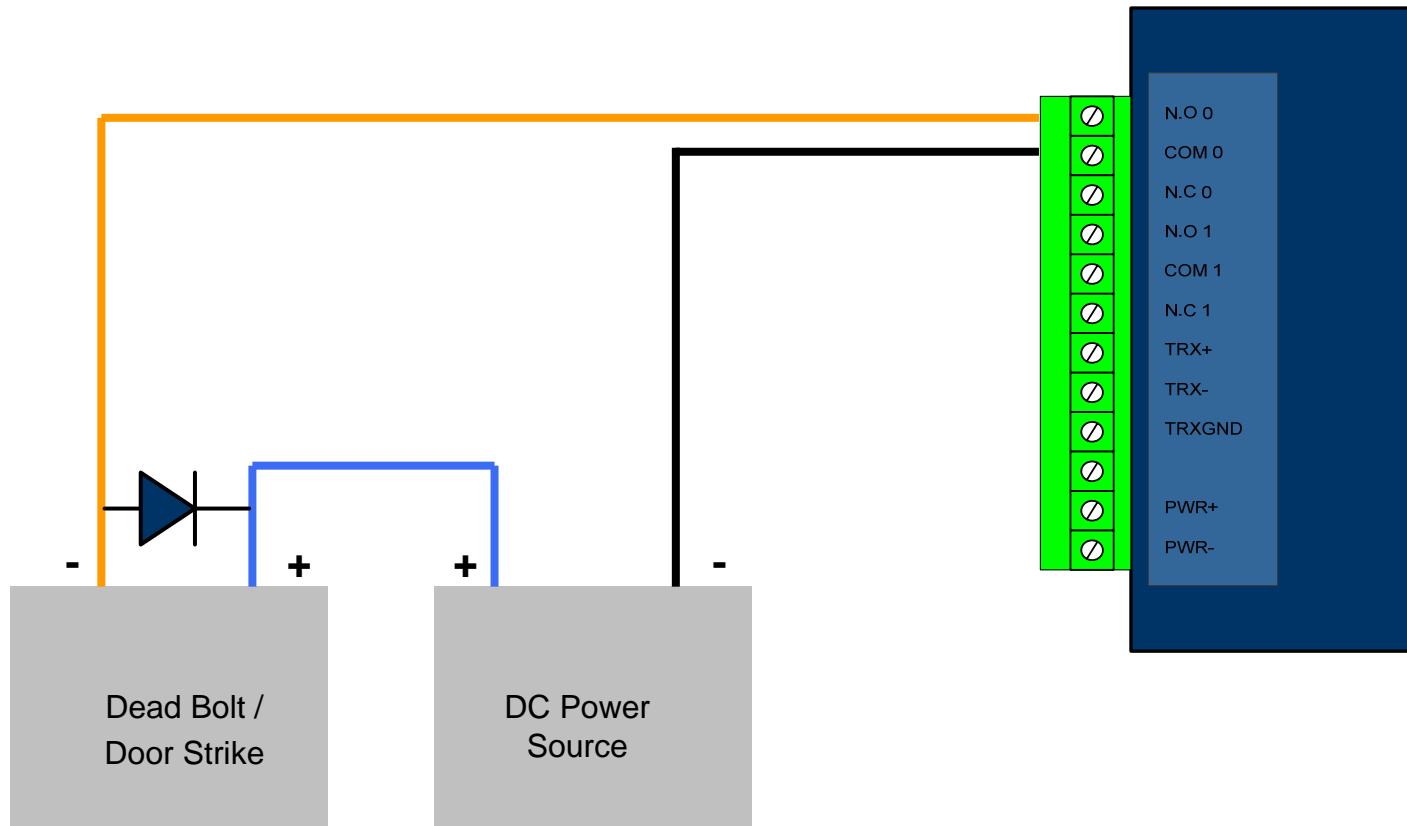 N.O 0
COM 0
N.C 0
N.O 1
COM 1
N.C 1
TRX+
TRX-
TRXGND
PWR+
PWR-
- + + -
Dead Bolt /
Door Strike
DC Power
Source